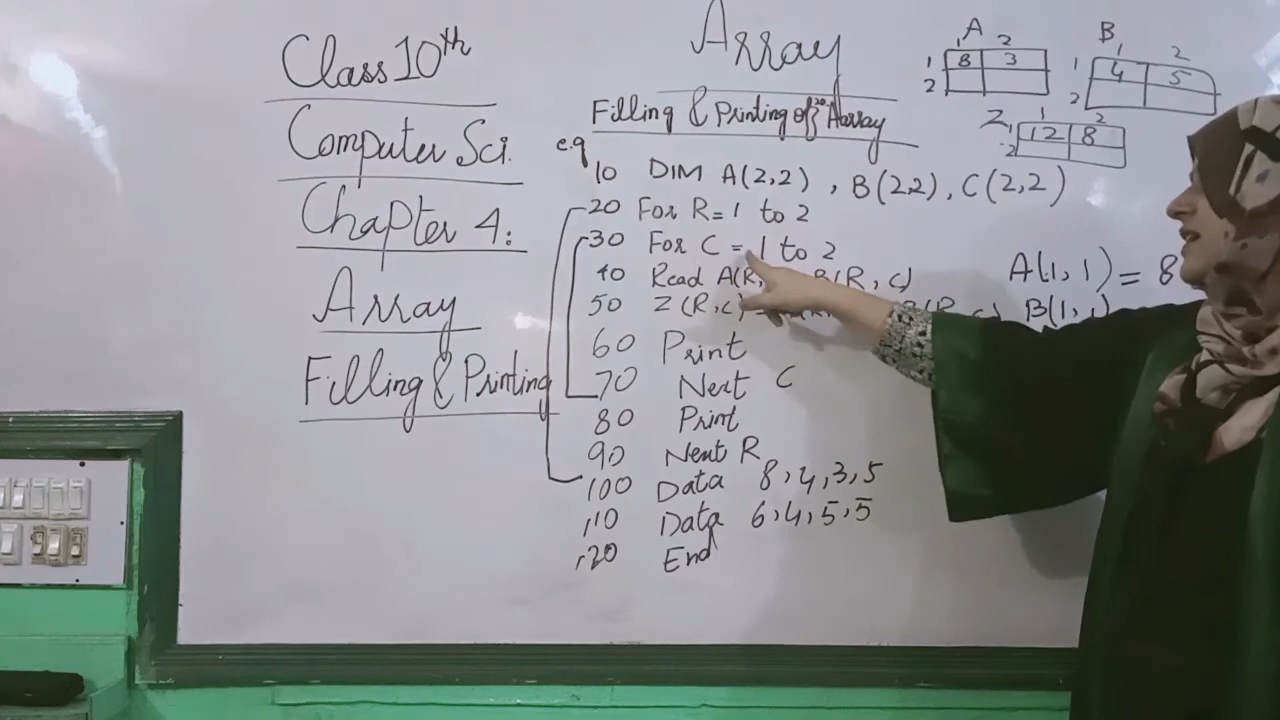 Class 10th
Computer Sci.
Chapter 4:
Array
Filling & Printing
Array
Filling & Printing of 2D Array
e.g
10 DIM A(2,2), B(2,2), C(2,2)
20 For R=1 to 2
30 For C=1 to 2
40 Read A(R, B(R,C)
50 Z(R,C)
60 Print
70 Next C
80 Print
90 Next R
100 Data 8,4,3,5
110 Data 6,4,5,5
120 End
A
1 2
1 8 3
2
B
1 2
1 4 5
2
Z
1 2
1 12 8
2
A(1,1) = 8
B(1,1)